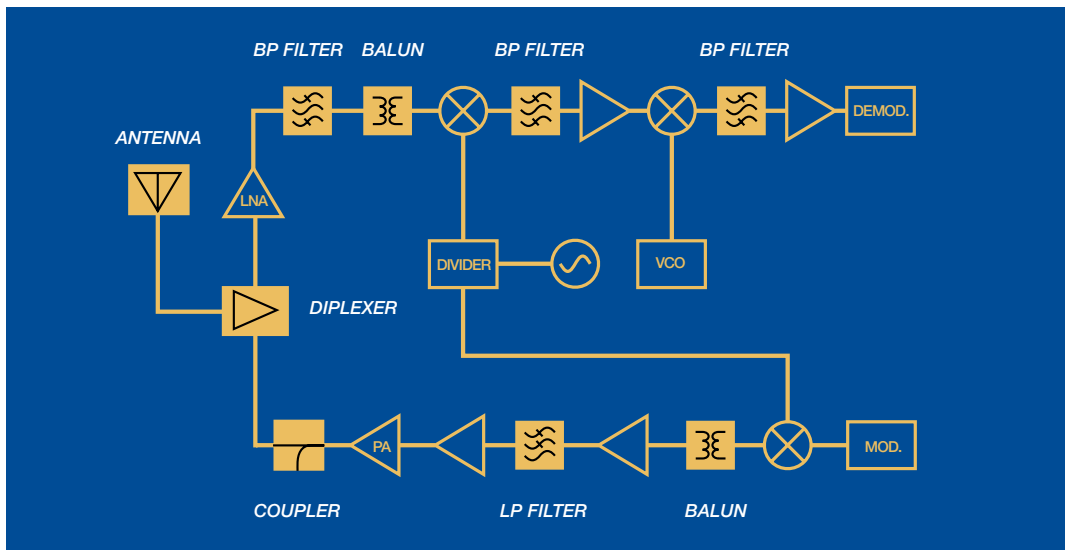 BP FILTER
BALUN
BP FILTER
BP FILTER
DEMOD.
ANTENNA
LNA
DIVIDER
VCO
DIPLEXER
PA
MOD.
COUPLER
LP FILTER
BALUN